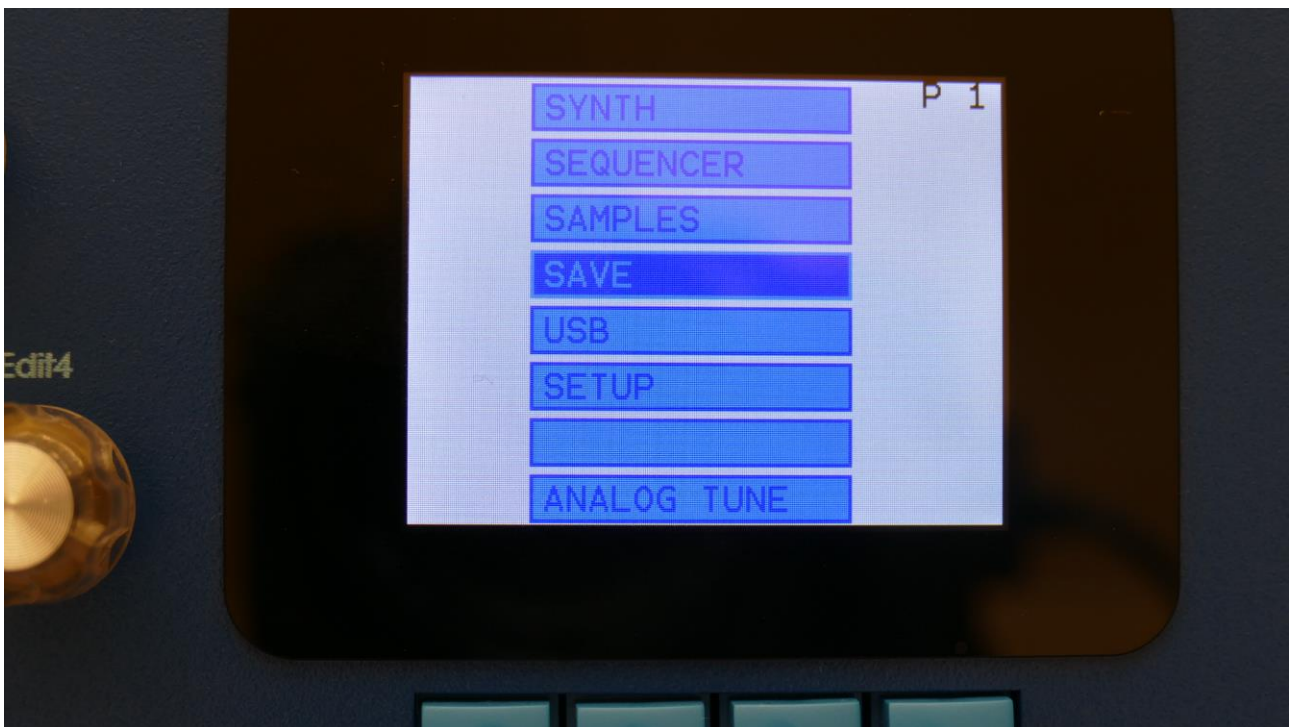 P 1
SYNTH
SEQUENCER
SAMPLES
SAVE
USB
SETUP
ANALOG TUNE
Edit4